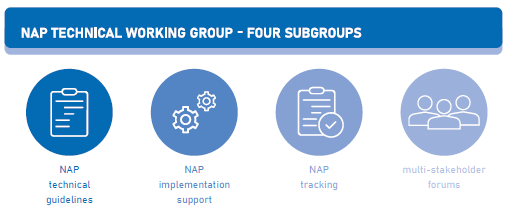 NAP TECHNICAL WORKING GROUP - FOUR SUBGROUPS
NAP
technical
guidelines
NAP
implementation
support
NAP
tracking
multi-stakeholder
forums